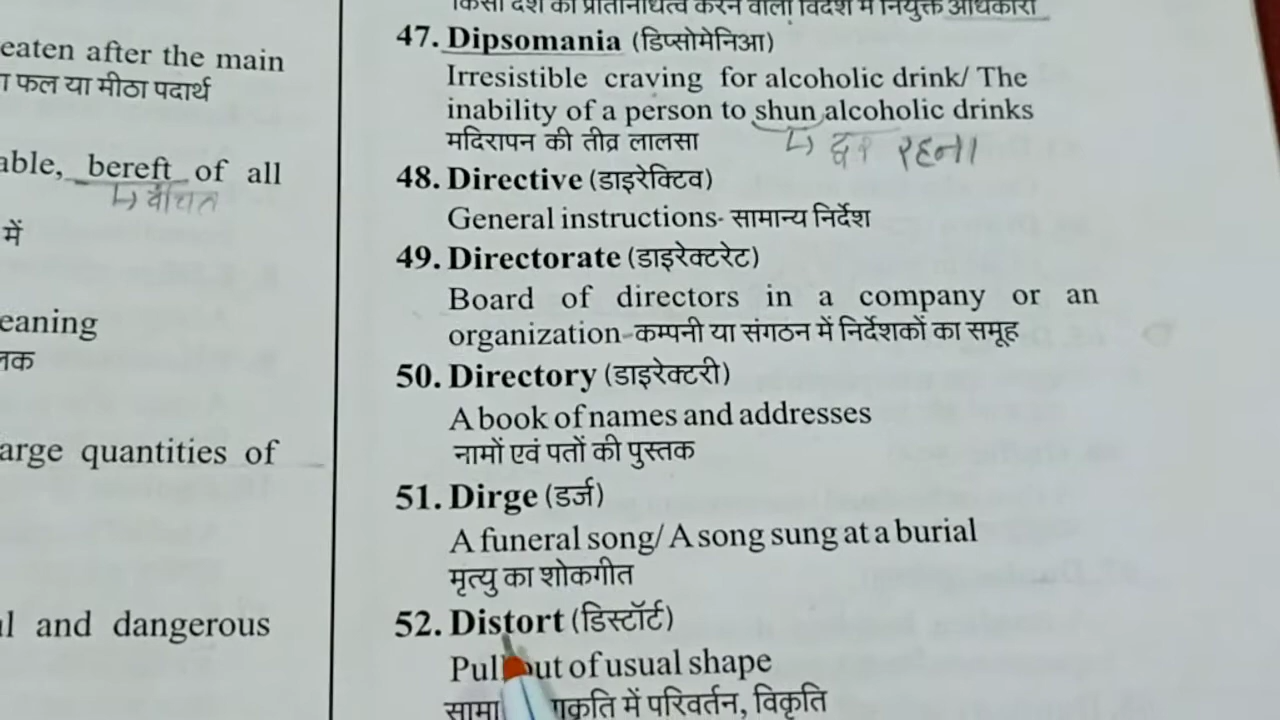 eaten after the main
फल या मीठा पदार्थ
able, bereft of all
↳ वंचित
में
eaning
arge quantities of
and dangerous
किसी देश का प्रतिनिधित्व करने वाला विदेश में नियुक्त अधिकारी
47. Dipsomania (डिप्सोमेनिआ)
Irresistible craving for alcoholic drink/ The
inability of a person to shun alcoholic drinks
मदिरापन की तीव्र लालसा
↳ दूर रहना
48. Directive (डाइरेक्टिव)
General instructions- सामान्य निर्देश
49. Directorate (डाइरेक्टरेट)
Board of directors in a company or an
organization-कम्पनी या संगठन में निर्देशकों का समूह
50. Directory (डाइरेक्टरी)
A book of names and addresses
नामों एवं पतों की पुस्तक
51. Dirge (डर्ज)
A funeral song/ A song sung at a burial
मृत्यु का शोकगीत
52. Distort (डिस्टॉर्ट)
Pull out of usual shape
में परिवर्तन, विकृति